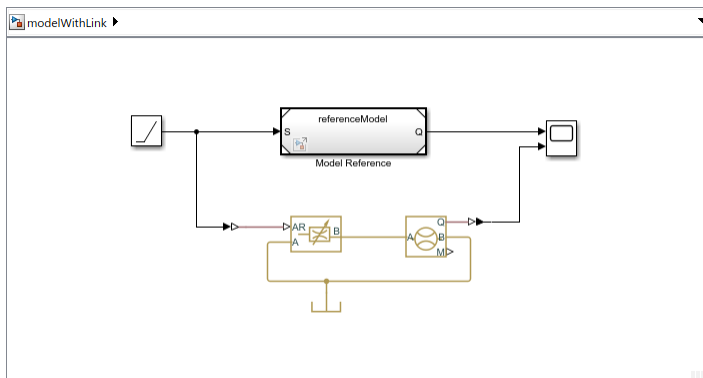 modelWithLink
referenceModel
S
Q
Model Reference
AR
A
B
A
Q
B
M